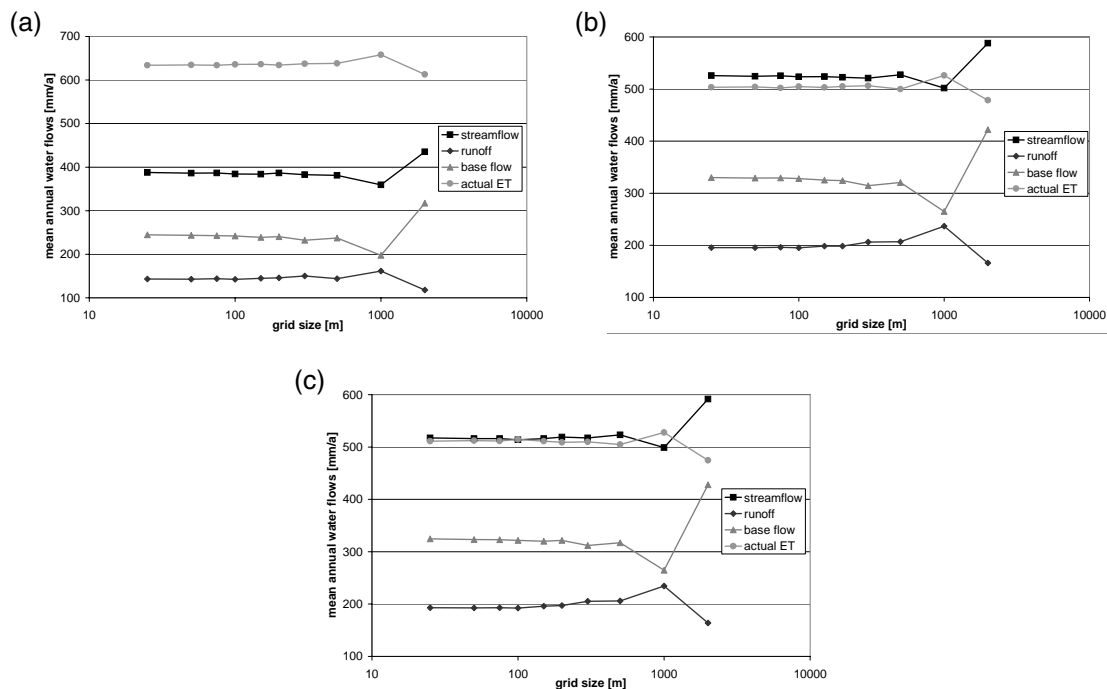 (a)
mean annual water flows [mm/a]
700
600
500
400
300
200
100
10
100
1000
10000
grid size [m]
streamflow
runoff
base flow
actual ET
(b)
mean annual water flows [mm/a]
600
500
400
300
200
100
10
100
1000
10000
grid size [m]
streamflow
runoff
base flow
actual ET
(c)
mean annual water flows [mm/a]
600
500
400
300
200
100
10
100
1000
10000
grid size [m]
streamflow
runoff
base flow
actual ET